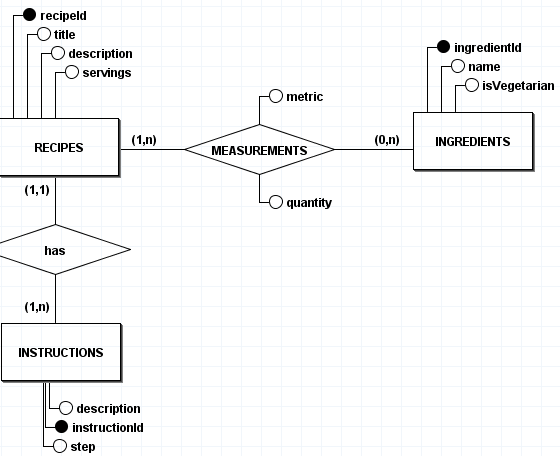 recipeId
title
description
servings
ingredientId
name
isVegetarian
metric
RECIPES
(1,n)
MEASUREMENTS
(0,n)
INGREDIENTS
(1,1)
quantity
has
(1,n)
INSTRUCTIONS
description
instructionId
step